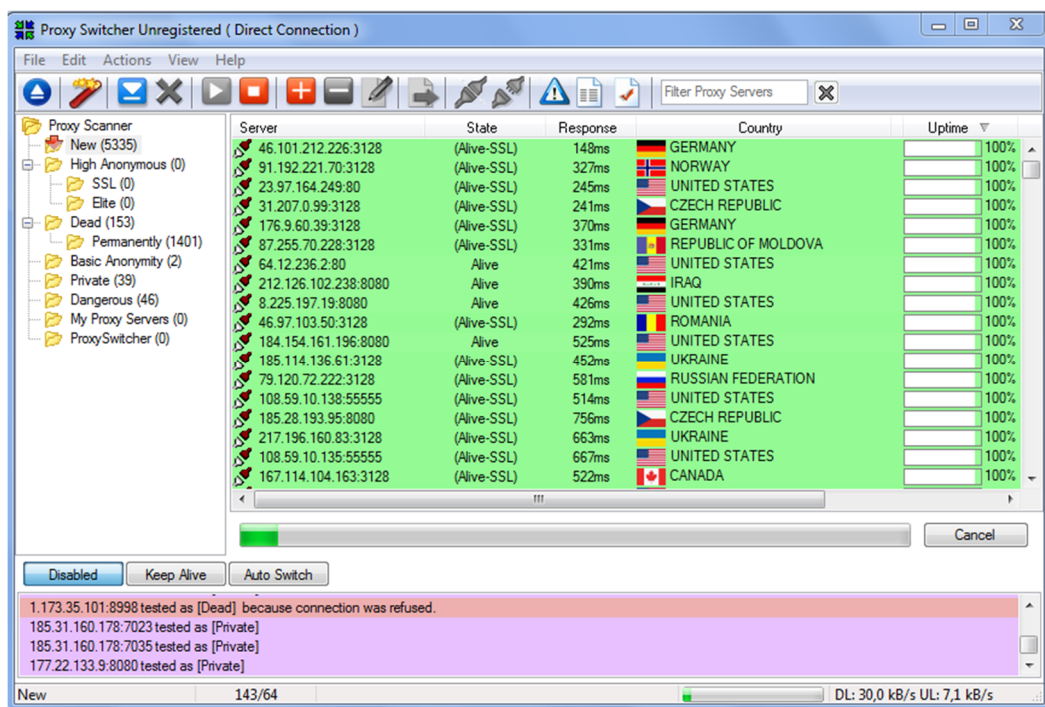 Proxy Switcher Unregistered ( Direct Connection )
File Edit Actions View Help
Filter Proxy Servers
Proxy Scanner
New (5335)
High Anonymous (0)
SSL (0)
Elite (0)
Dead (153)
Permanently (1401)
Basic Anonymity (2)
Private (39)
Dangerous (46)
My Proxy Servers (0)
ProxySwitcher (0)
Server State Response Country Uptime
46.101.212.226:3128 (Alive-SSL) 148ms GERMANY 100%
91.192.221.70:3128 (Alive-SSL) 327ms NORWAY 100%
23.97.164.249:80 (Alive-SSL) 245ms UNITED STATES 100%
31.207.0.99:3128 (Alive-SSL) 241ms CZECH REPUBLIC 100%
176.9.60.39:3128 (Alive-SSL) 370ms GERMANY 100%
87.255.70.228:3128 (Alive-SSL) 331ms REPUBLIC OF MOLDOVA 100%
64.12.236.2:80 Alive 421ms UNITED STATES 100%
212.126.102.238:8080 Alive 390ms IRAQ 100%
8.225.197.19:8080 Alive 426ms UNITED STATES 100%
46.97.103.50:3128 (Alive-SSL) 292ms ROMANIA 100%
184.154.161.196:8080 Alive 525ms UNITED STATES 100%
185.114.136.61:3128 (Alive-SSL) 452ms UKRAINE 100%
79.120.72.222:3128 (Alive-SSL) 581ms RUSSIAN FEDERATION 100%
108.59.10.138:55555 (Alive-SSL) 514ms UNITED STATES 100%
185.28.193.95:8080 (Alive-SSL) 756ms CZECH REPUBLIC 100%
217.196.160.83:3128 (Alive-SSL) 663ms UKRAINE 100%
108.59.10.135:55555 (Alive-SSL) 667ms UNITED STATES 100%
167.114.104.163:3128 (Alive-SSL) 522ms CANADA 100%
Cancel
Disabled Keep Alive Auto Switch
1.173.35.101:8998 tested as [Dead] because connection was refused.
185.31.160.178:7023 tested as [Private]
185.31.160.178:7035 tested as [Private]
177.22.133.9:8080 tested as [Private]
New 143/64 DL: 30,0 kB/s UL: 7,1 kB/s